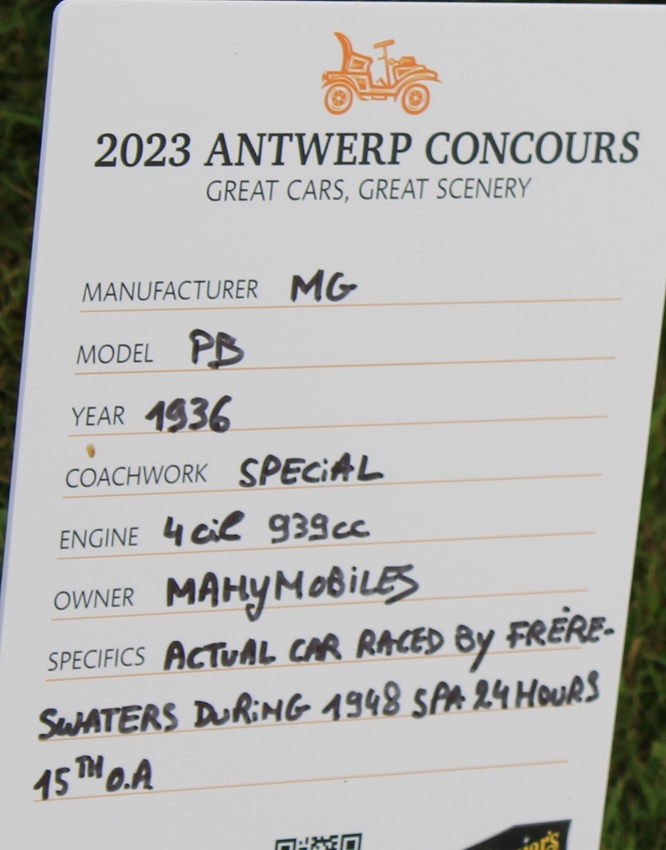 2023 ANTWERP CONCOURS
GREAT CARS, GREAT SCENERY
MANUFACTURER MG
MODEL PB
YEAR 1936
COACHWORK SPECiAL
ENGINE 4 cil 939cc
OWNER MAHyMOBiLES
SPECIFICS ACTUAL CAR RACED By FRÈRE-
SWATERS DURiNG 1948 SPA 24 HOURS
15TH O.A